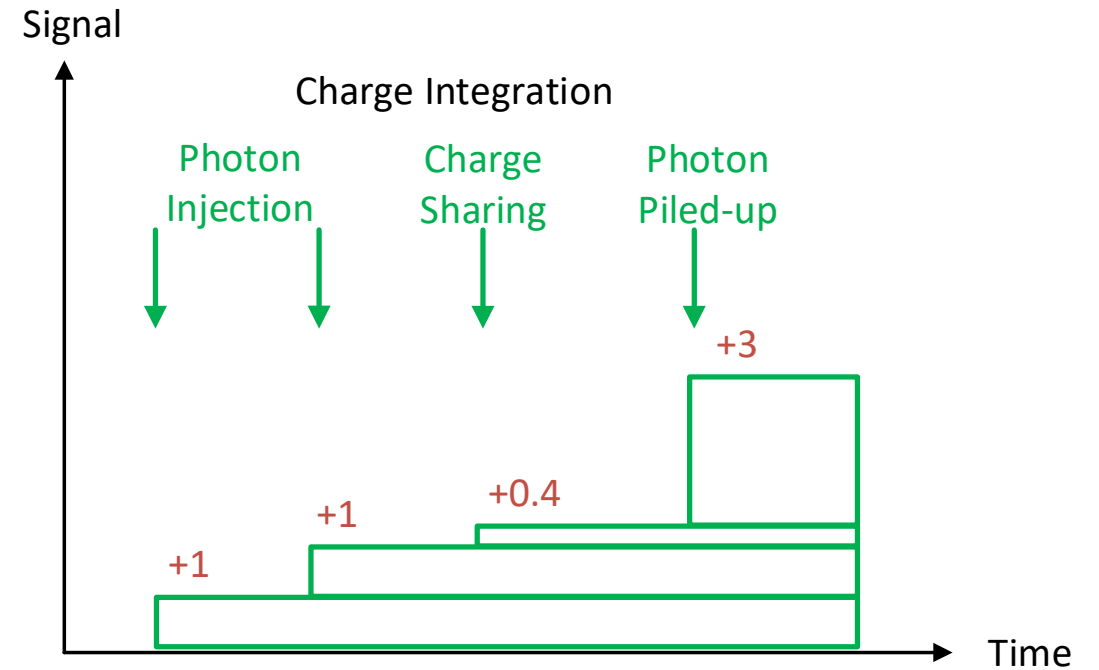 Signal
Charge Integration
Photon
Injection
Charge
Sharing
Photon
Piled-up
+3
+0.4
+1
+1
Time